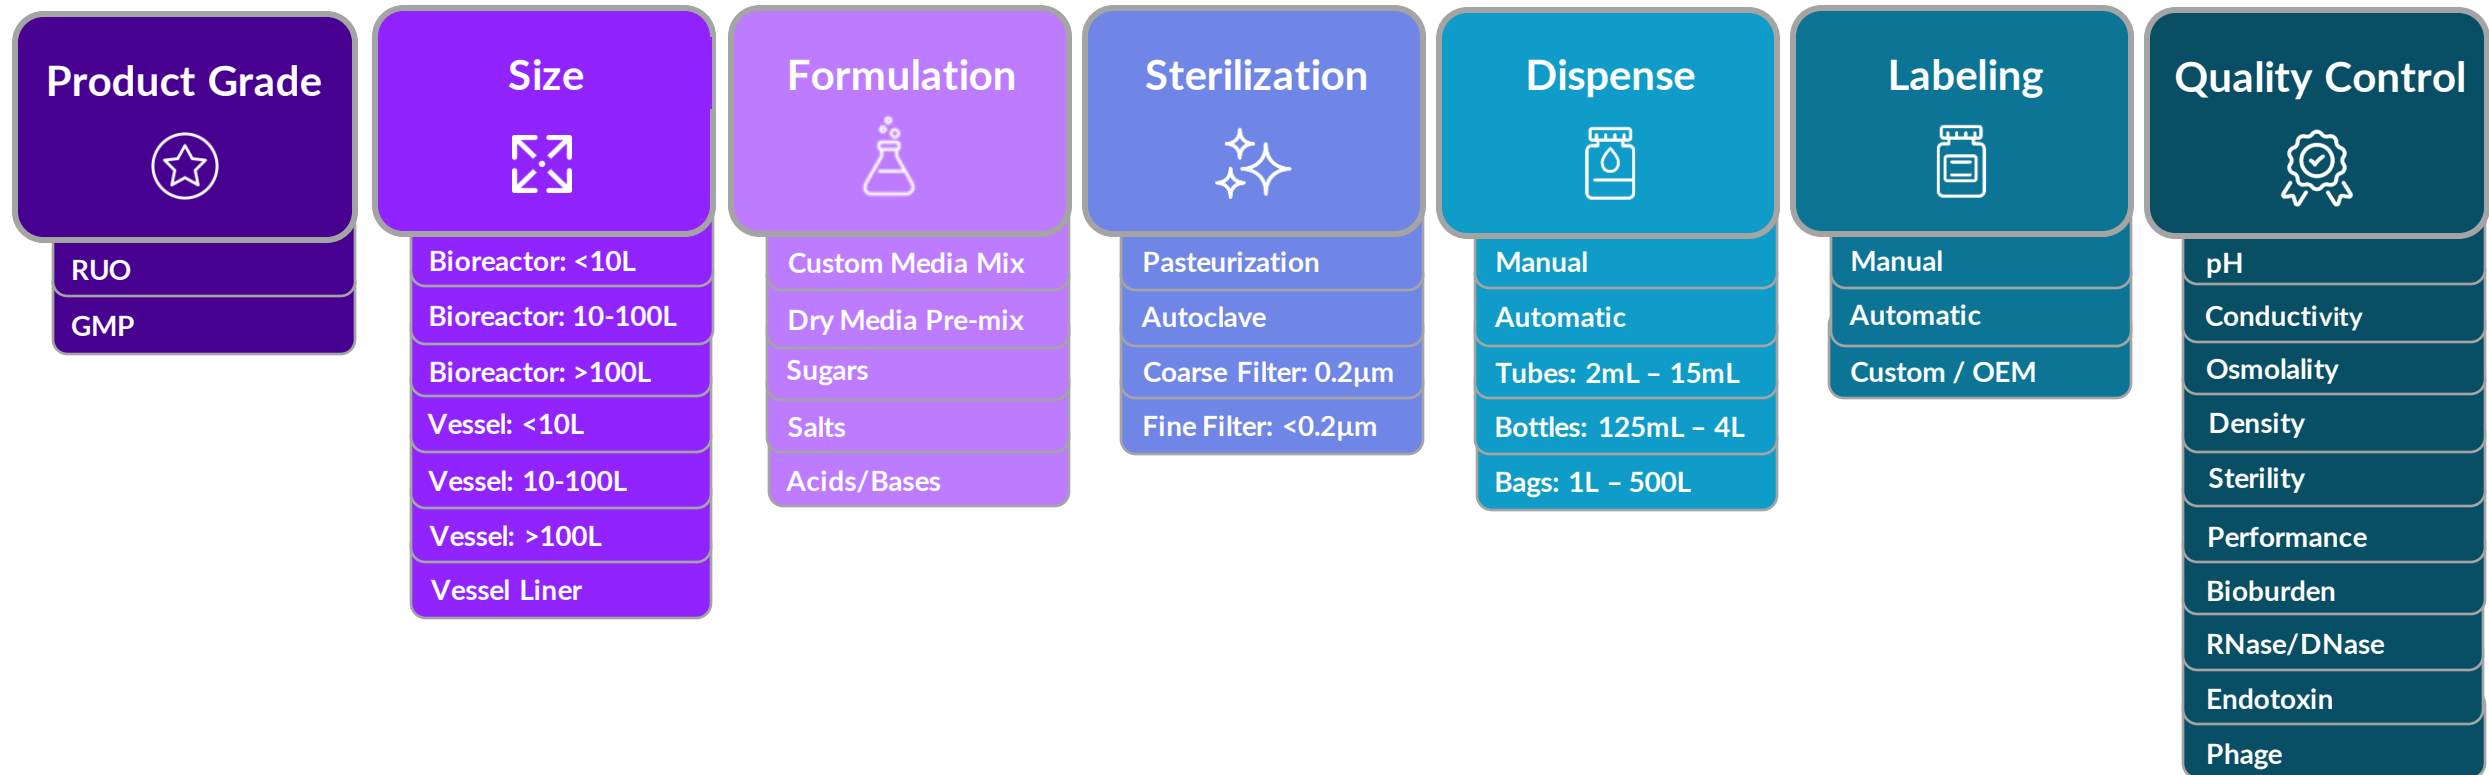 Product Grade
RUO
GMP
Size
Bioreactor: <10L
Bioreactor: 10-100L
Bioreactor: >100L
Vessel: <10L
Vessel: 10-100L
Vessel: >100L
Vessel Liner
Formulation
Custom Media Mix
Dry Media Pre-mix
Sugars
Salts
Acids/Bases
Sterilization
Pasteurization
Autoclave
Coarse Filter: 0.2µm
Fine Filter: <0.2µm
Dispense
Manual
Automatic
Tubes: 2mL – 15mL
Bottles: 125mL – 4L
Bags: 1L – 500L
Labeling
Manual
Automatic
Custom / OEM
Quality Control
pH
Conductivity
Osmolality
Density
Sterility
Performance
Bioburden
RNase/DNase
Endotoxin
Phage